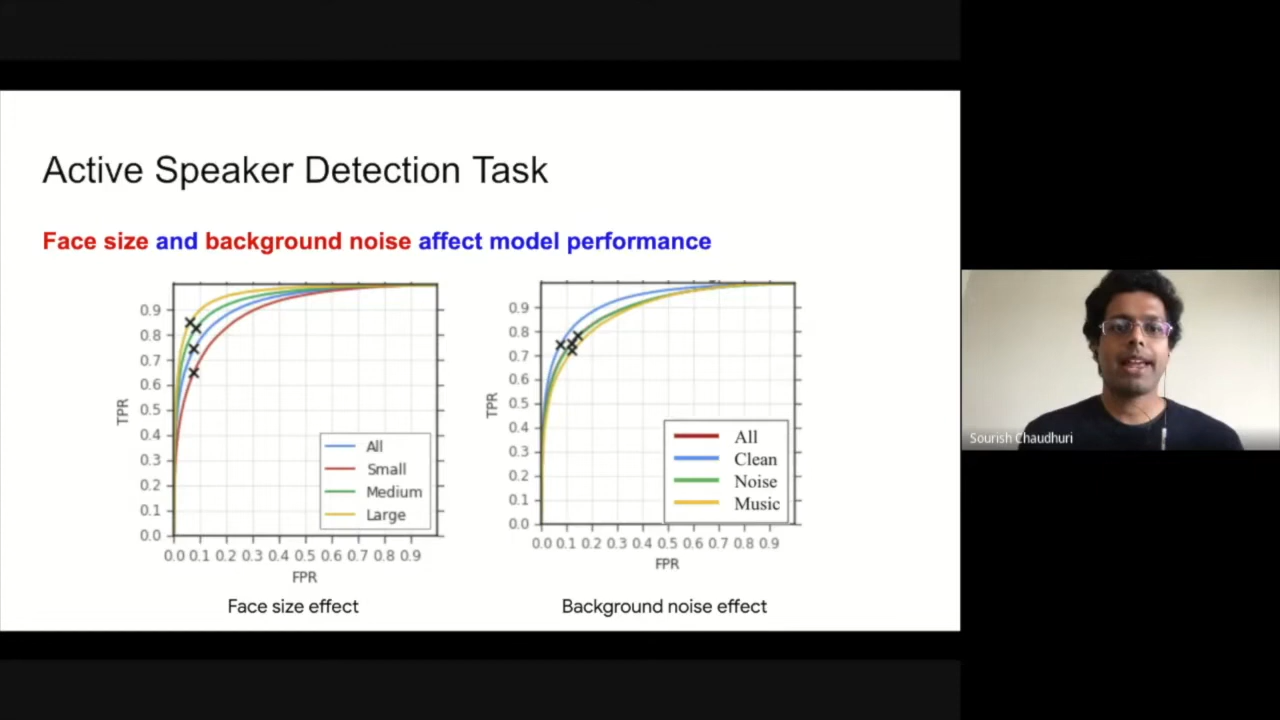 Active Speaker Detection Task
Face size and background noise affect model performance
TPR
0.9
0.8
0.7
0.6
0.5
0.4
0.3
0.2
0.1
0.0
0.0 0.1 0.2 0.3 0.4 0.5 0.6 0.7 0.8 0.9
FPR
All
Small
Medium
Large
Face size effect
TPR
0.9
0.8
0.7
0.6
0.5
0.4
0.3
0.2
0.1
0.0
0.0 0.1 0.2 0.3 0.4 0.5 0.6 0.7 0.8 0.9
FPR
All
Clean
Noise
Music
Background noise effect
Sourish Chaudhuri